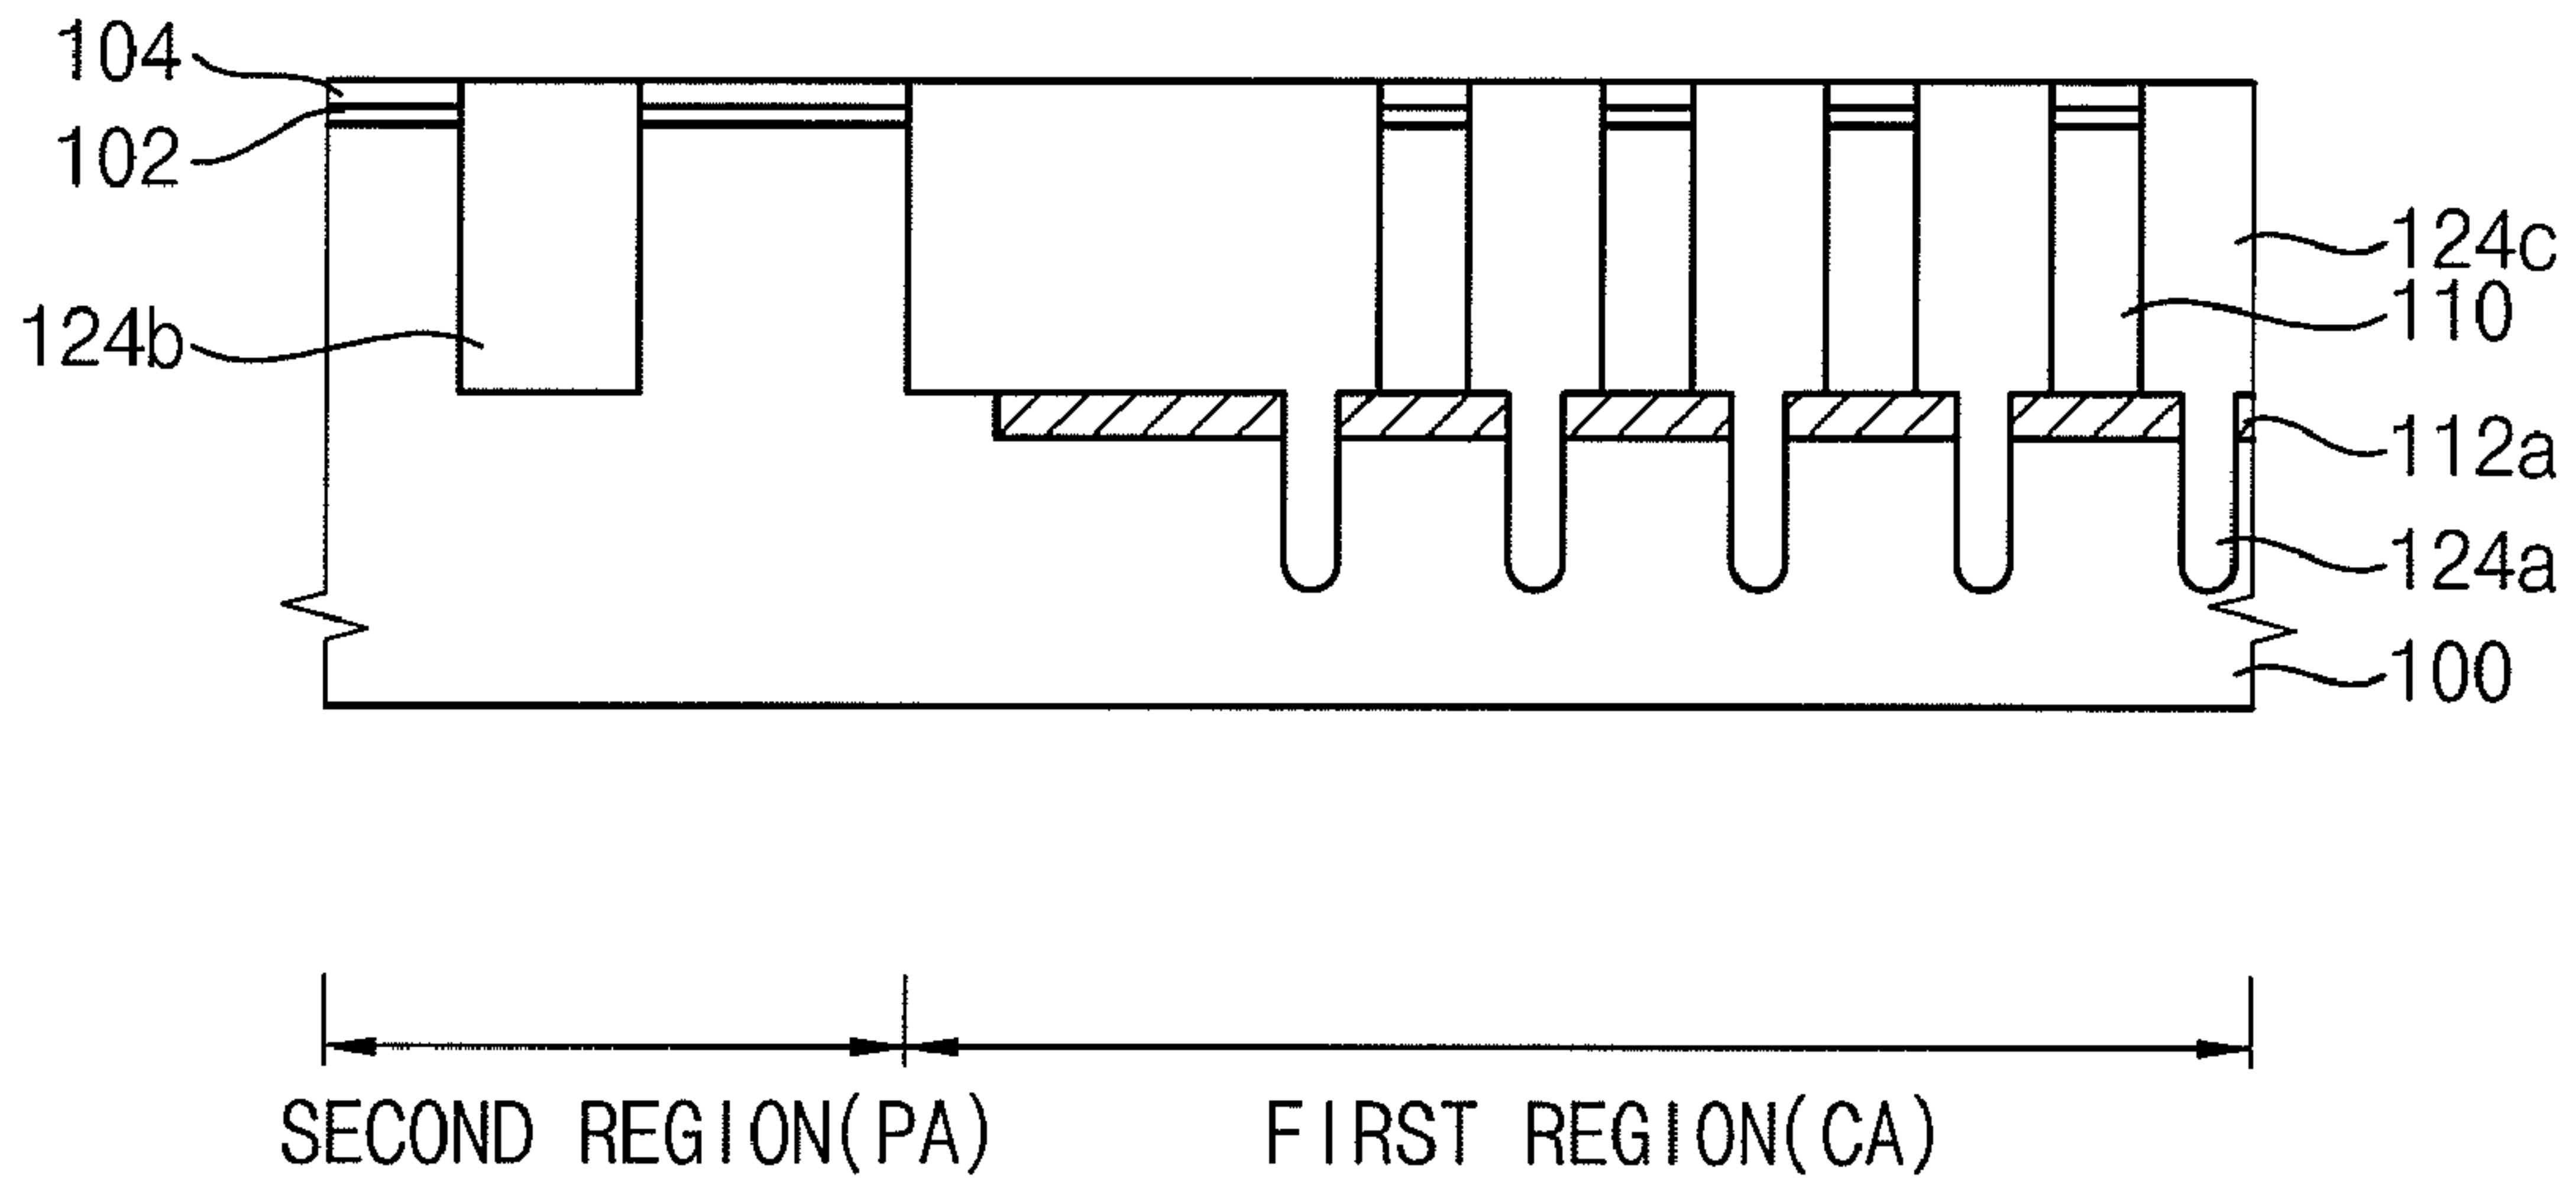 104
102
124b
124c
110
112a
124a
100
SECOND REGION(PA) FIRST REGION(CA)